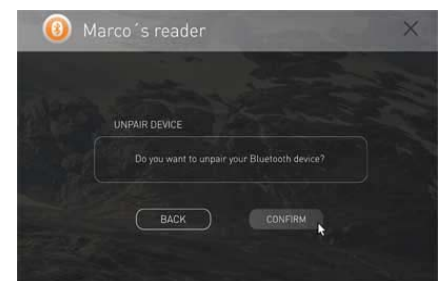 Marco´s reader
UNPAIR DEVICE
Do you want to unpair your Bluetooth device?
BACK CONFIRM